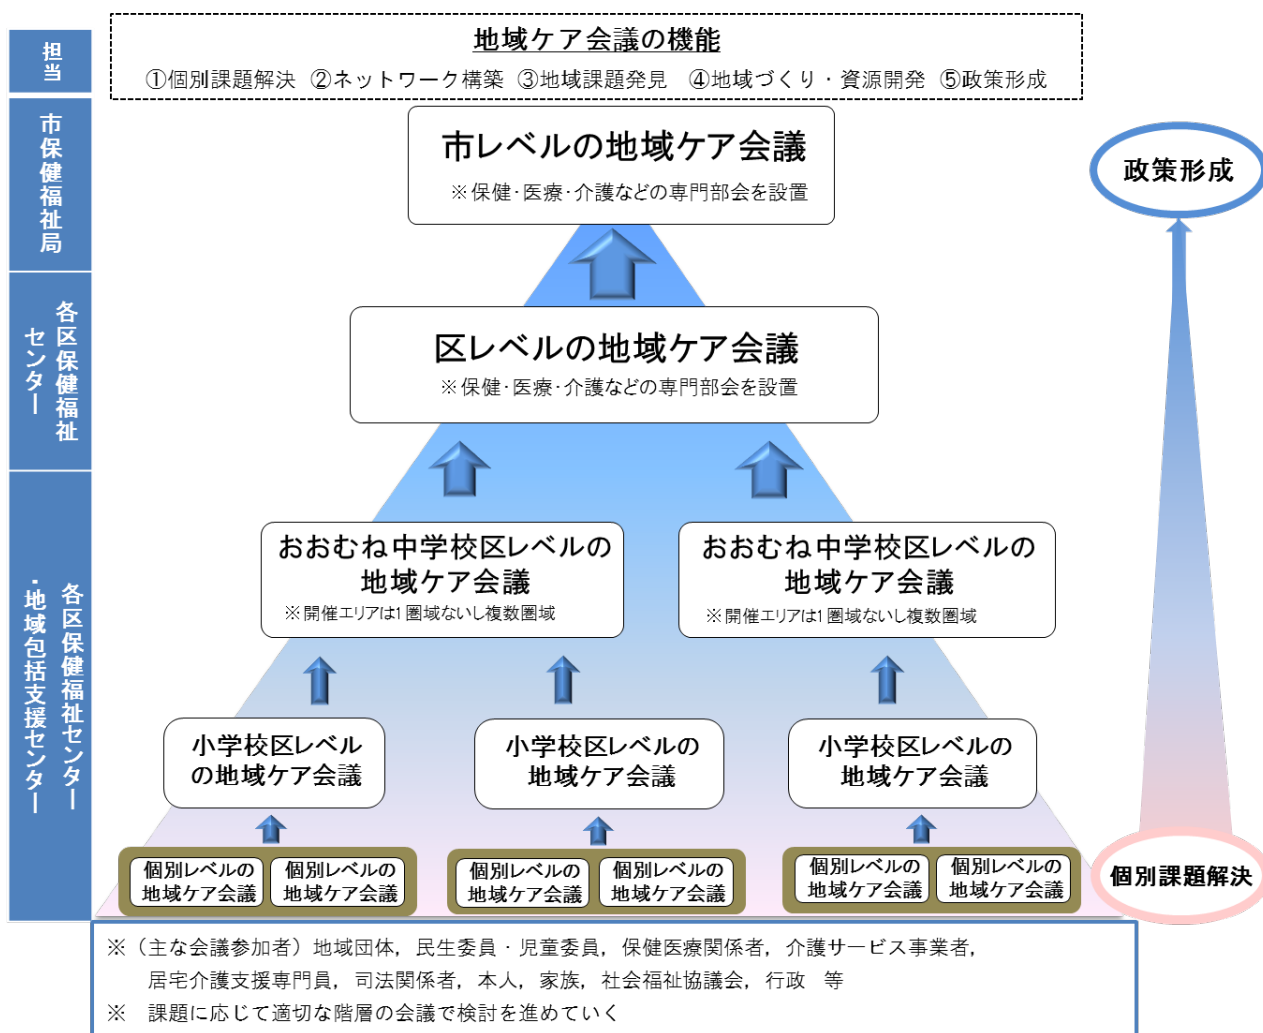 担当
地域ケア会議の機能
①個別課題解決 ②ネットワーク構築 ③地域課題発見 ④地域づくり・資源開発 ⑤政策形成
市保健福祉局
市レベルの地域ケア会議
※保健・医療・介護などの専門部会を設置
政策形成
各区保健福祉
センター
区レベルの地域ケア会議
※保健・医療・介護などの専門部会を設置
各区保健福祉センター
・地域包括支援センター
おおむね中学校区レベルの
地域ケア会議
※開催エリアは1圏域ないし複数圏域
おおむね中学校区レベルの
地域ケア会議
※開催エリアは1圏域ないし複数圏域
小学校区レベル
の地域ケア会議
小学校区レベルの
地域ケア会議
小学校区レベルの
地域ケア会議
個別レベルの
地域ケア会議
個別レベルの
地域ケア会議
個別レベルの
地域ケア会議
個別レベルの
地域ケア会議
個別レベルの
地域ケア会議
個別レベルの
地域ケア会議
個別課題解決
※（主な会議参加者）地域団体，民生委員・児童委員，保健医療関係者，介護サービス事業者，
居宅介護支援専門員，司法関係者，本人，家族，社会福祉協議会，行政　等
※　課題に応じて適切な階層の会議で検討を進めていく